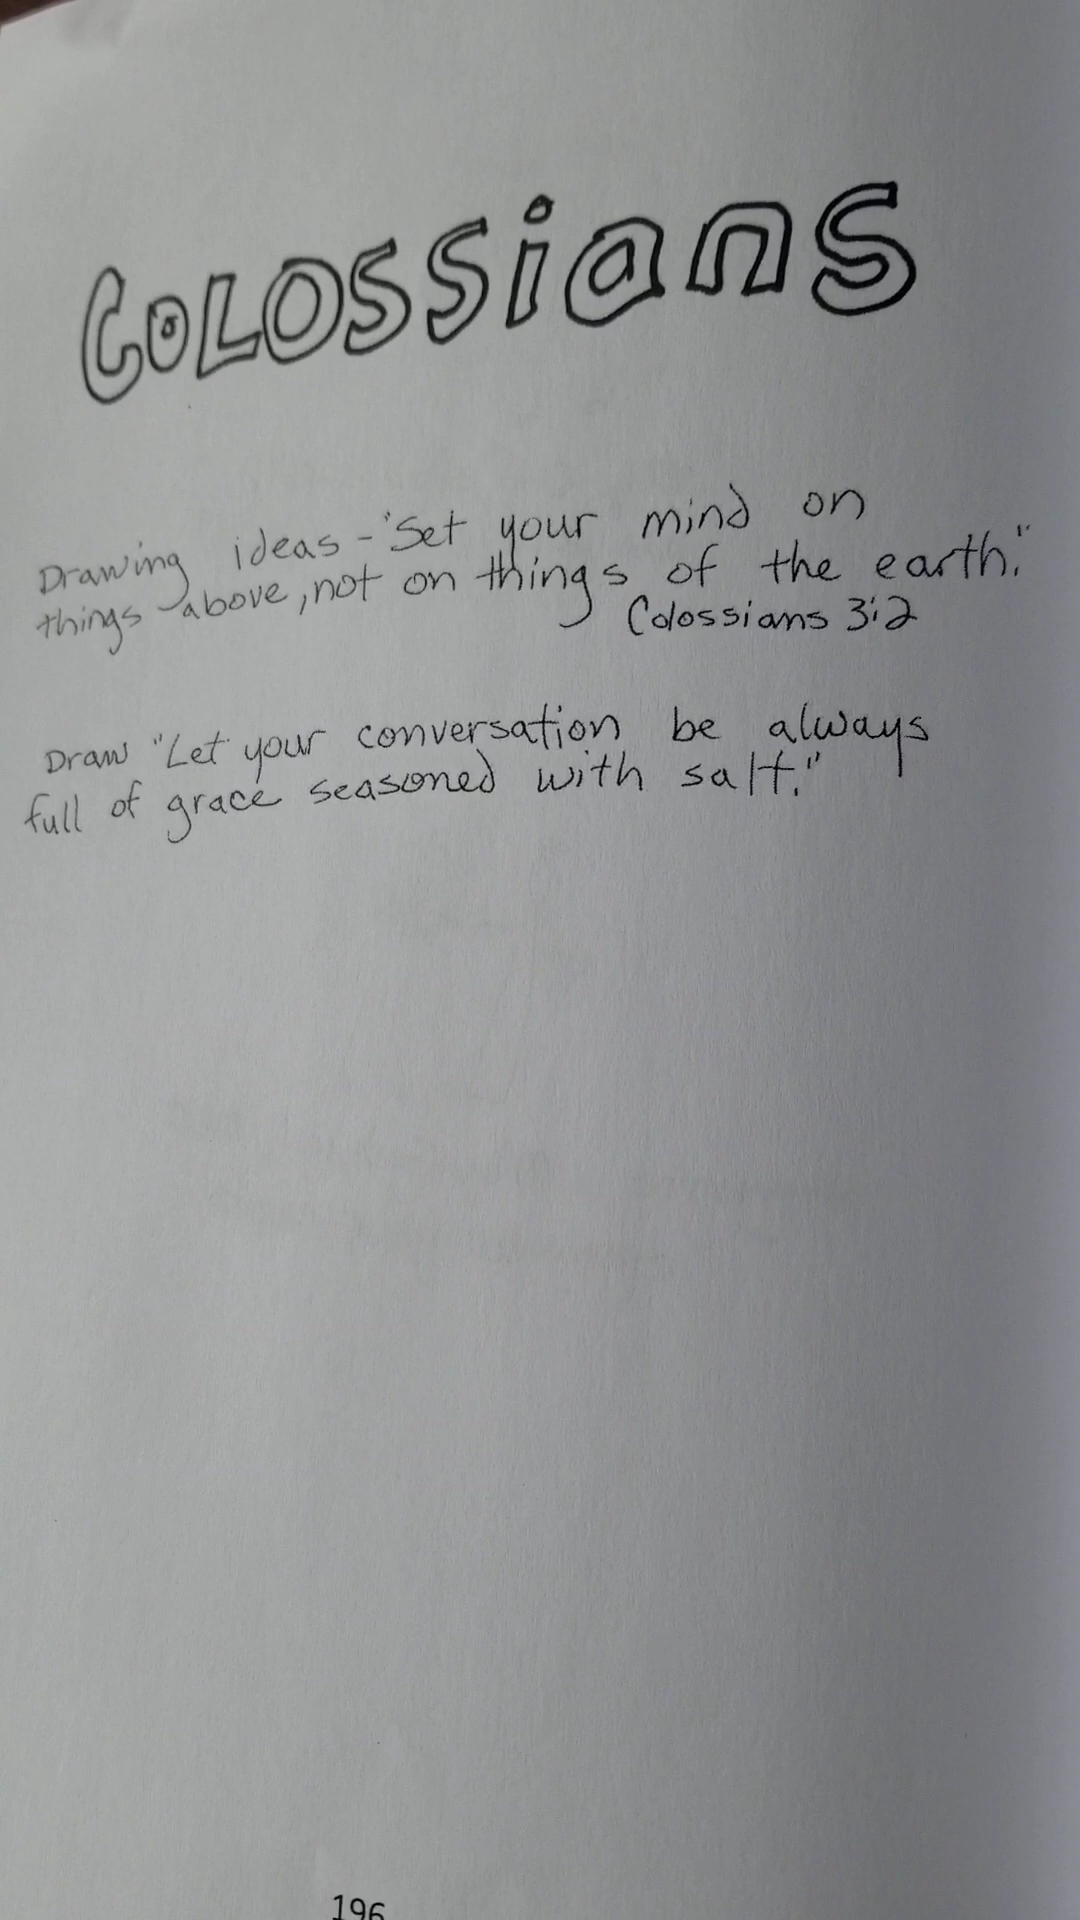 COLOSSians
Drawing ideas - "Set your mind on
things above, not on things of the earth."
Colossians 3:2
Draw "Let your conversation be always
full of grace seasoned with salt."
196